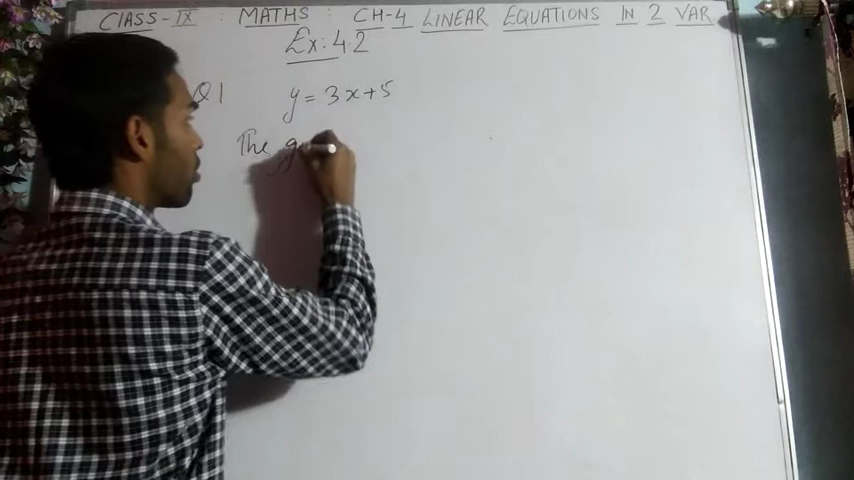 CLASS-IX : MATHS : CH-4 LINEAR EQUATIONS IN 2 VAR
Ex: 4.2
Q1 y = 3x+5
The g